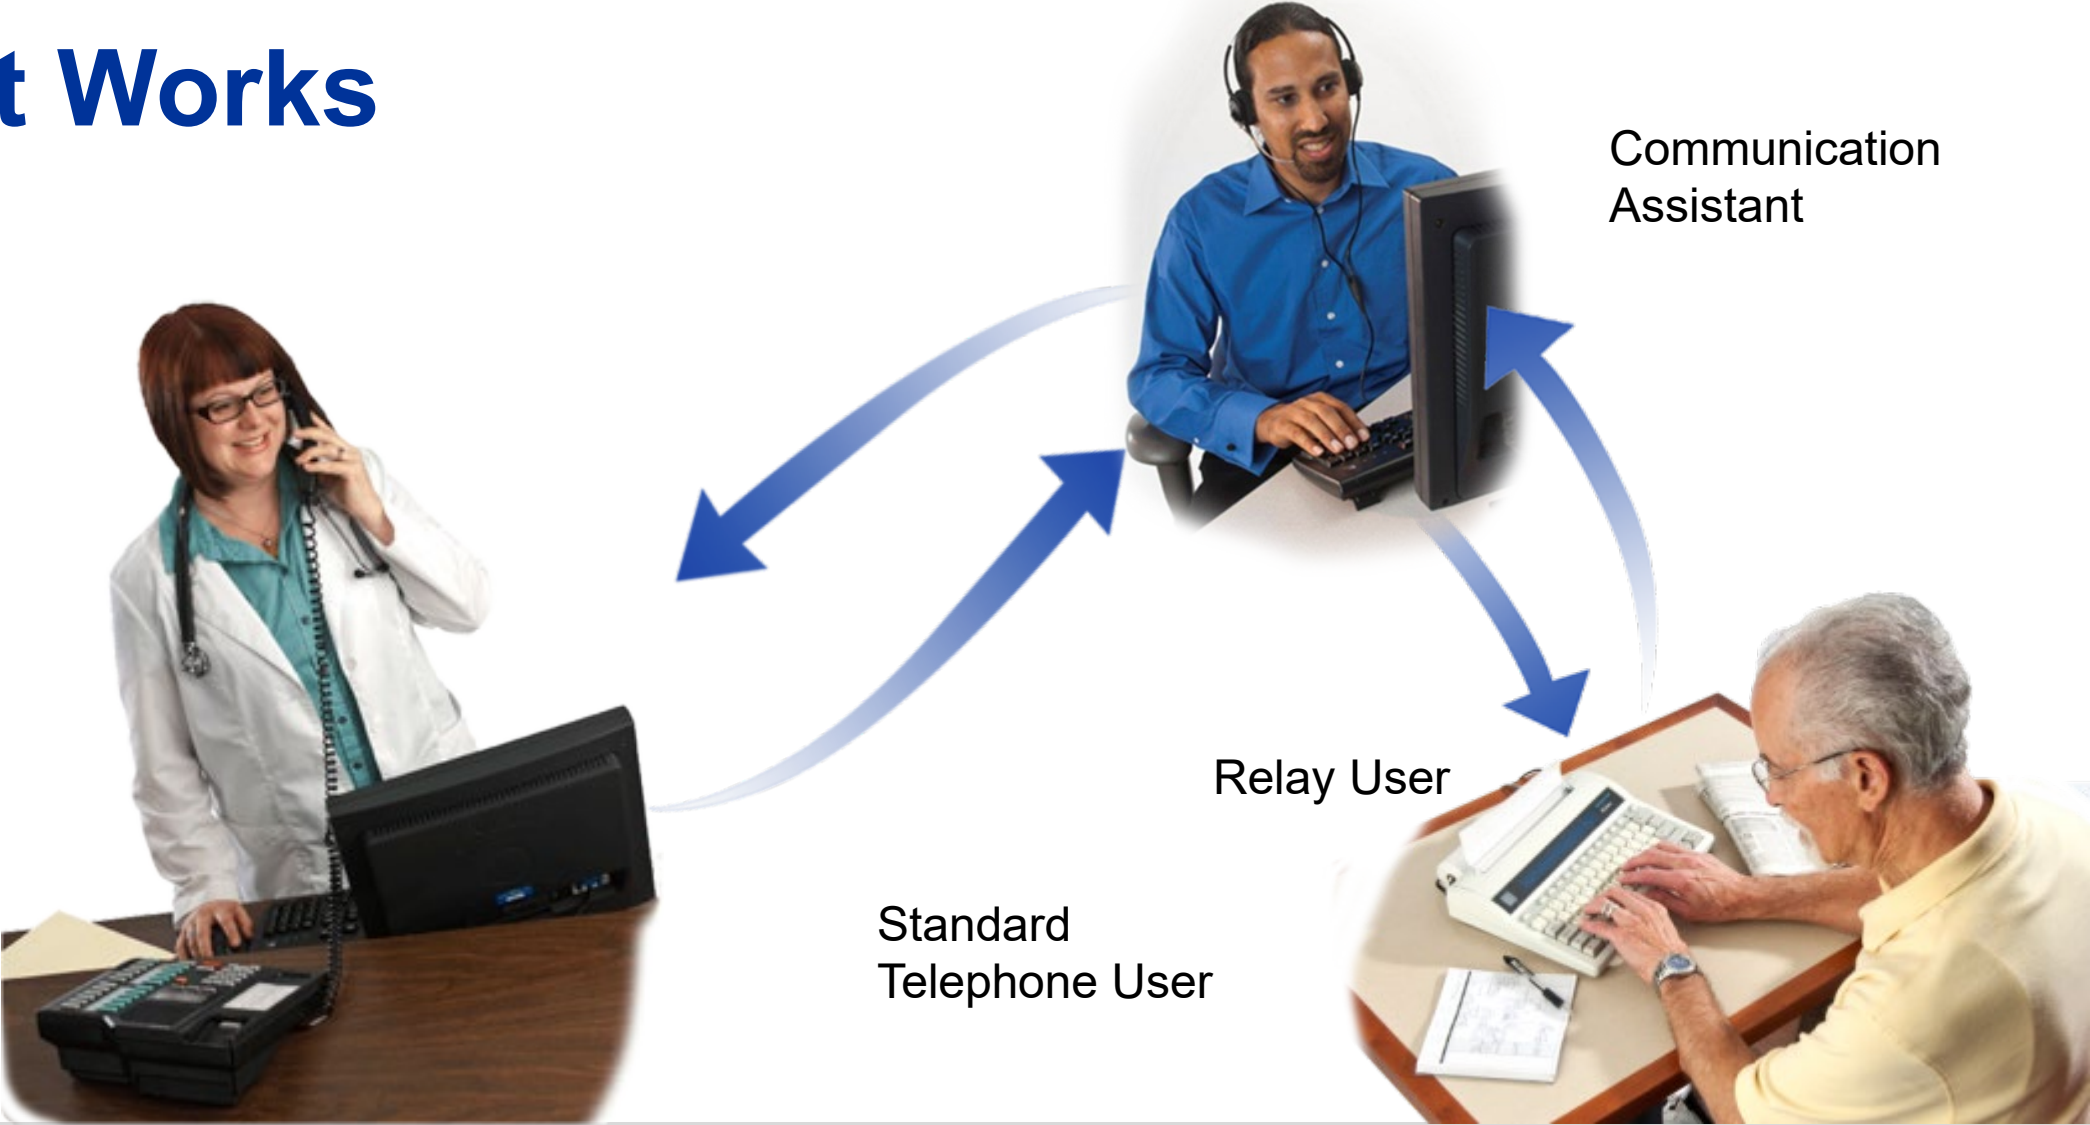 t Works
Communication
Assistant
Relay User
Standard
Telephone User